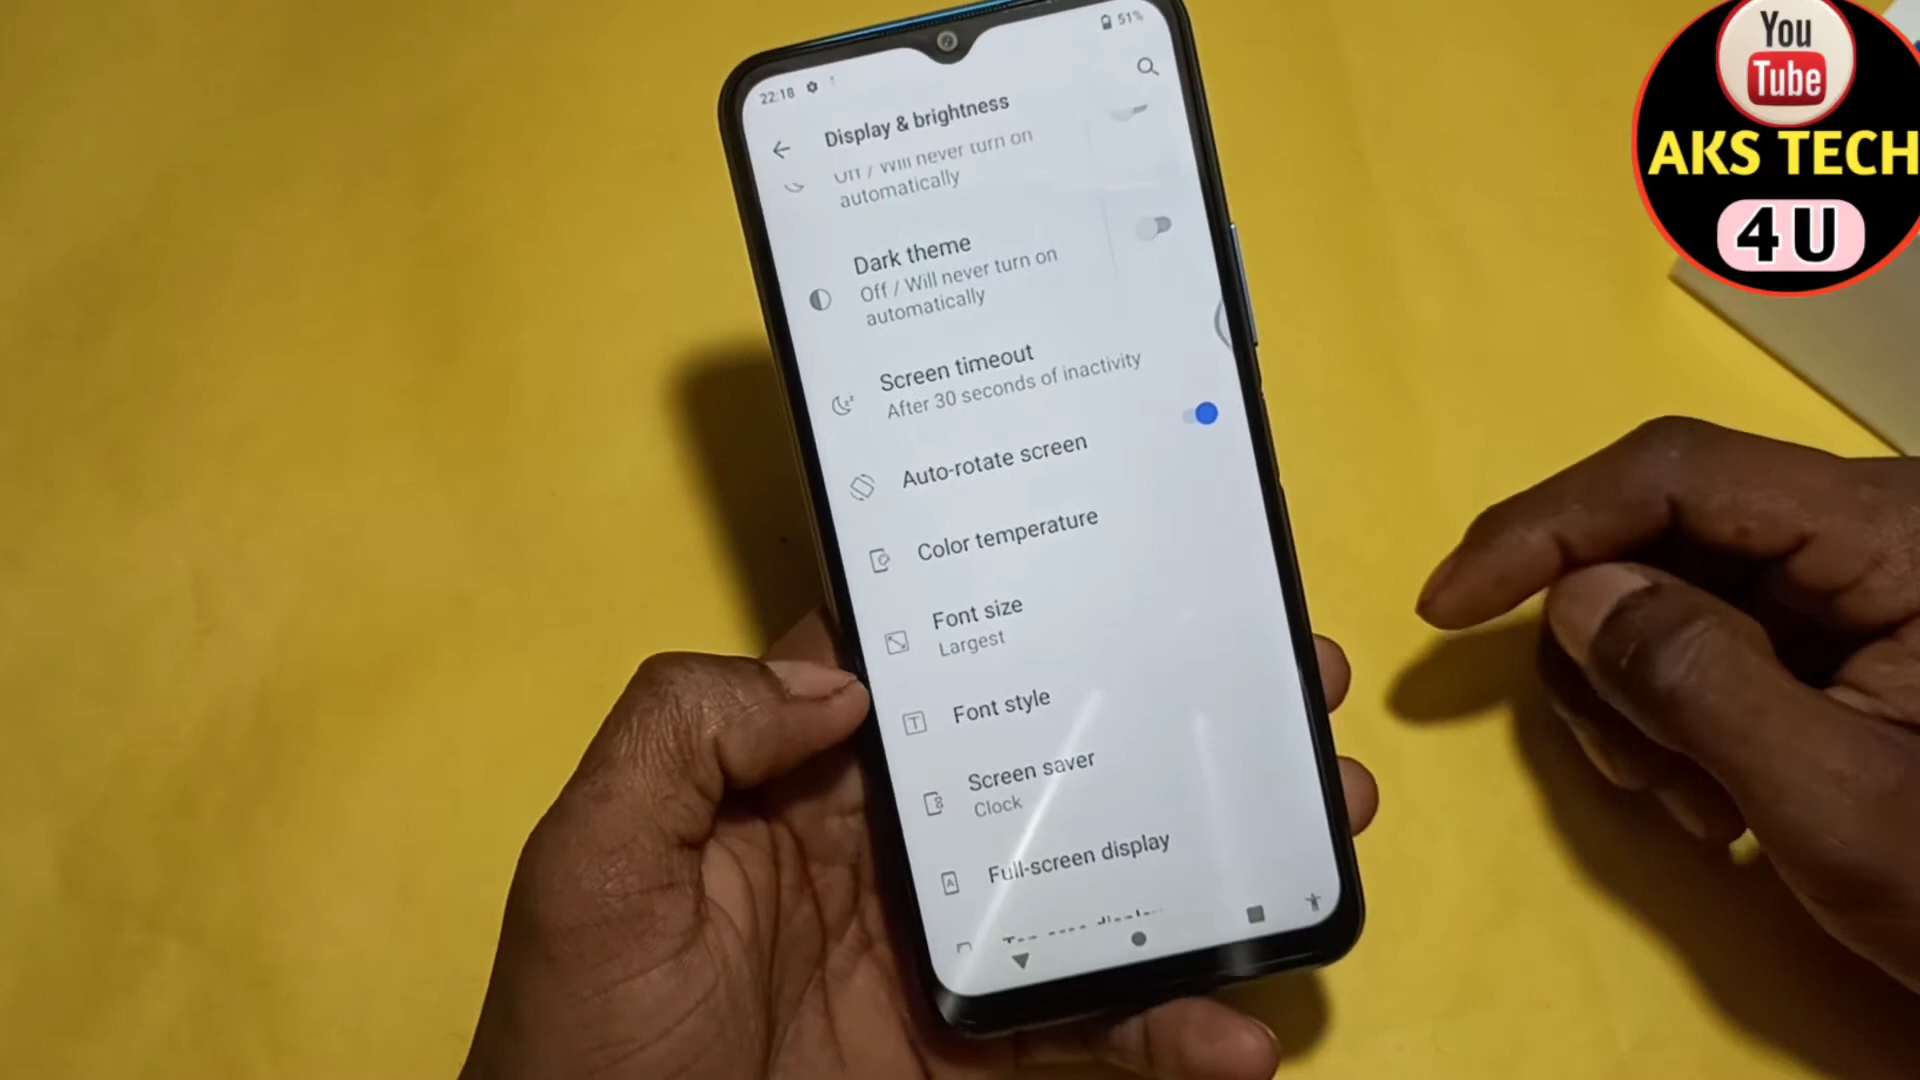 22:18
51%
Display & brightness
Off / Will never turn on
automatically
Dark theme
Off / Will never turn on
automatically
Screen timeout
After 30 seconds of inactivity
Auto-rotate screen
Color temperature
Font size
Largest
Font style
Screen saver
Clock
Full-screen display
You
Tube
AKS TECH
4 U